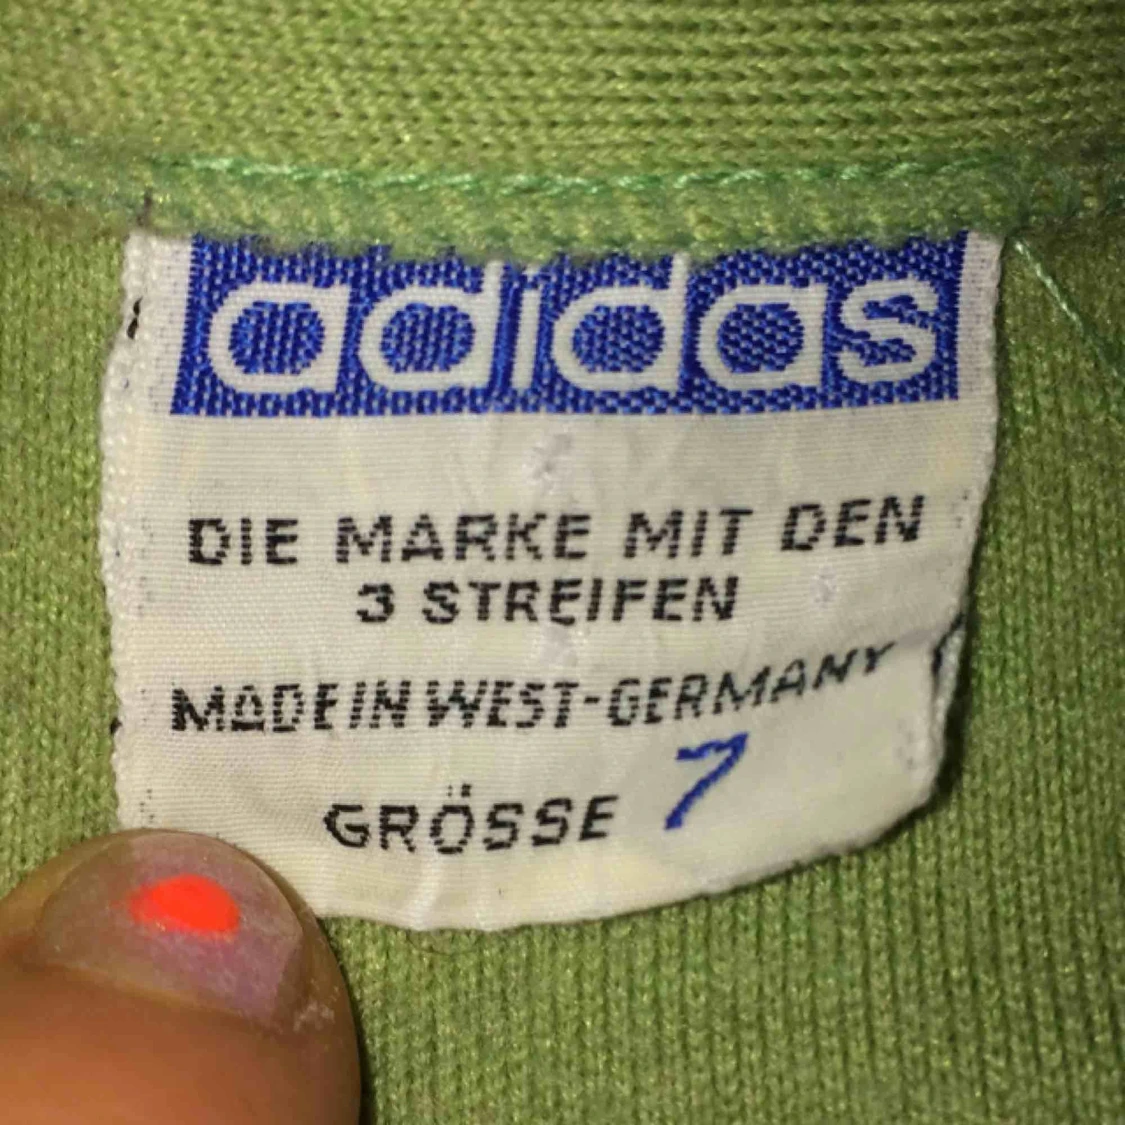 adidas
DIE MARKE MIT DEN
3 STREIFEN
MADE IN WEST-GERMANY
GRÖSSE 7